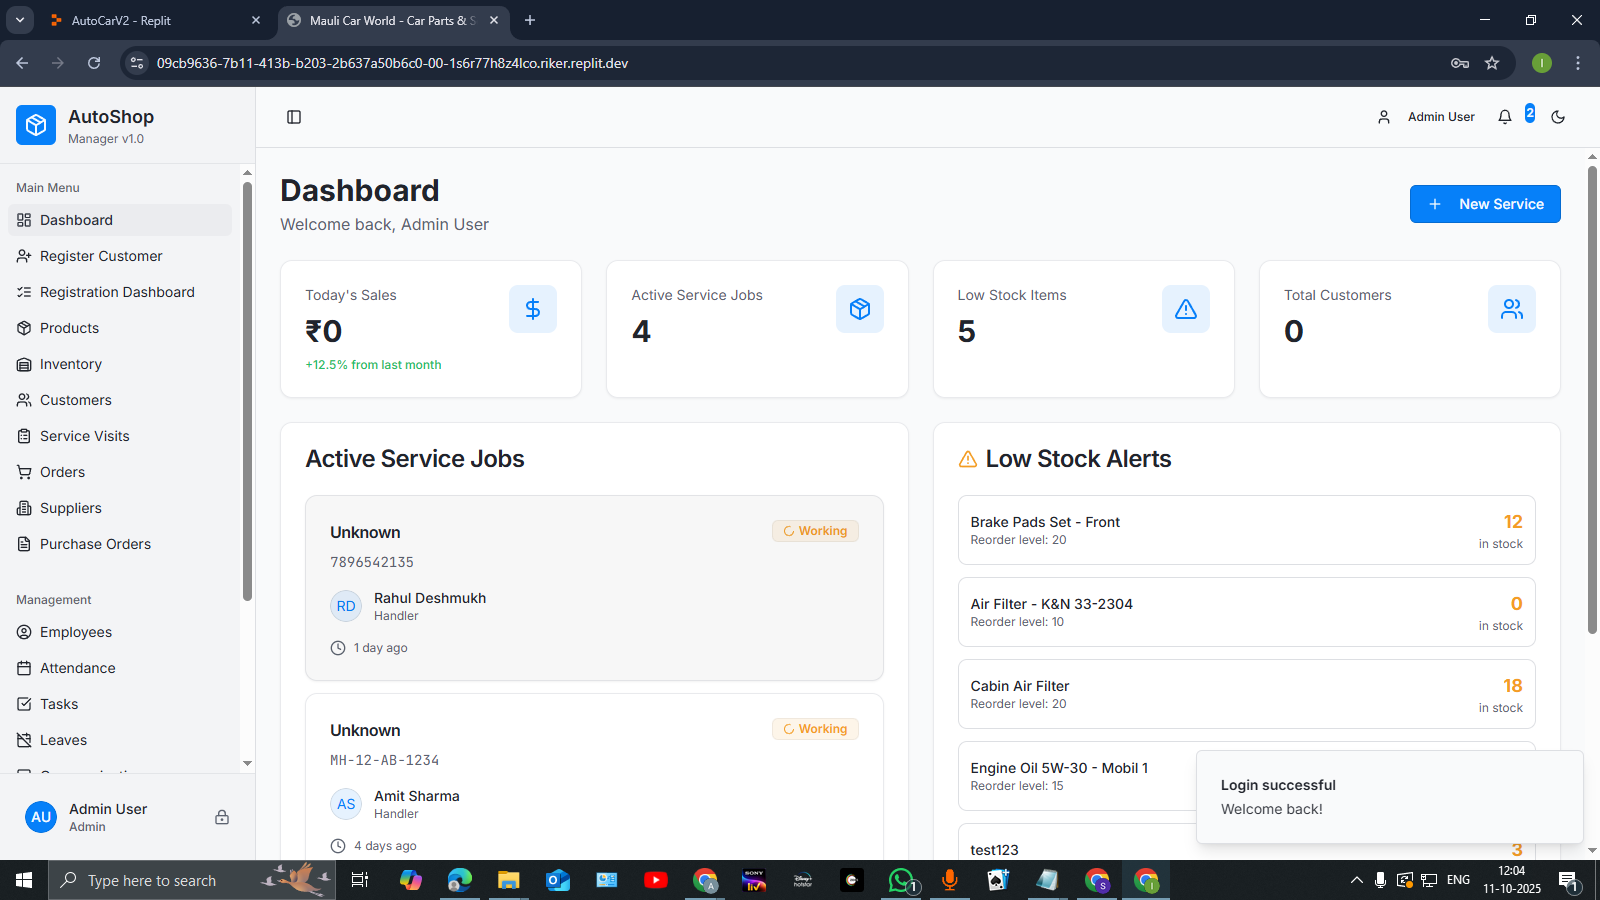 AutoCarV2 - Replit
Mauli Car World - Car Parts & S
09cb9636-7b11-413b-b203-2b637a50b6c0-00-1s6r77h8z4lco.riker.replit.dev
I
AutoShop
Manager v1.0
Admin User
2
Main Menu
Dashboard
Register Customer
Registration Dashboard
Products
Inventory
Customers
Service Visits
Orders
Suppliers
Purchase Orders
Management
Employees
Attendance
Tasks
Leaves
AU
Admin User
Admin
Dashboard
Welcome back, Admin User
New Service
Today's Sales
₹0
+12.5% from last month
Active Service Jobs
4
Low Stock Items
5
Total Customers
0
Active Service Jobs
Unknown
Working
7896542135
RD
Rahul Deshmukh
Handler
1 day ago
Unknown
Working
MH-12-AB-1234
AS
Amit Sharma
Handler
4 days ago
Low Stock Alerts
Brake Pads Set - Front
12
Reorder level: 20
in stock
Air Filter - K&N 33-2304
0
Reorder level: 10
in stock
Cabin Air Filter
18
Reorder level: 20
in stock
Engine Oil 5W-30 - Mobil 1
Reorder level: 15
test123
3
Login successful
Welcome back!
Type here to search
ENG
12:04
11-10-2025
1